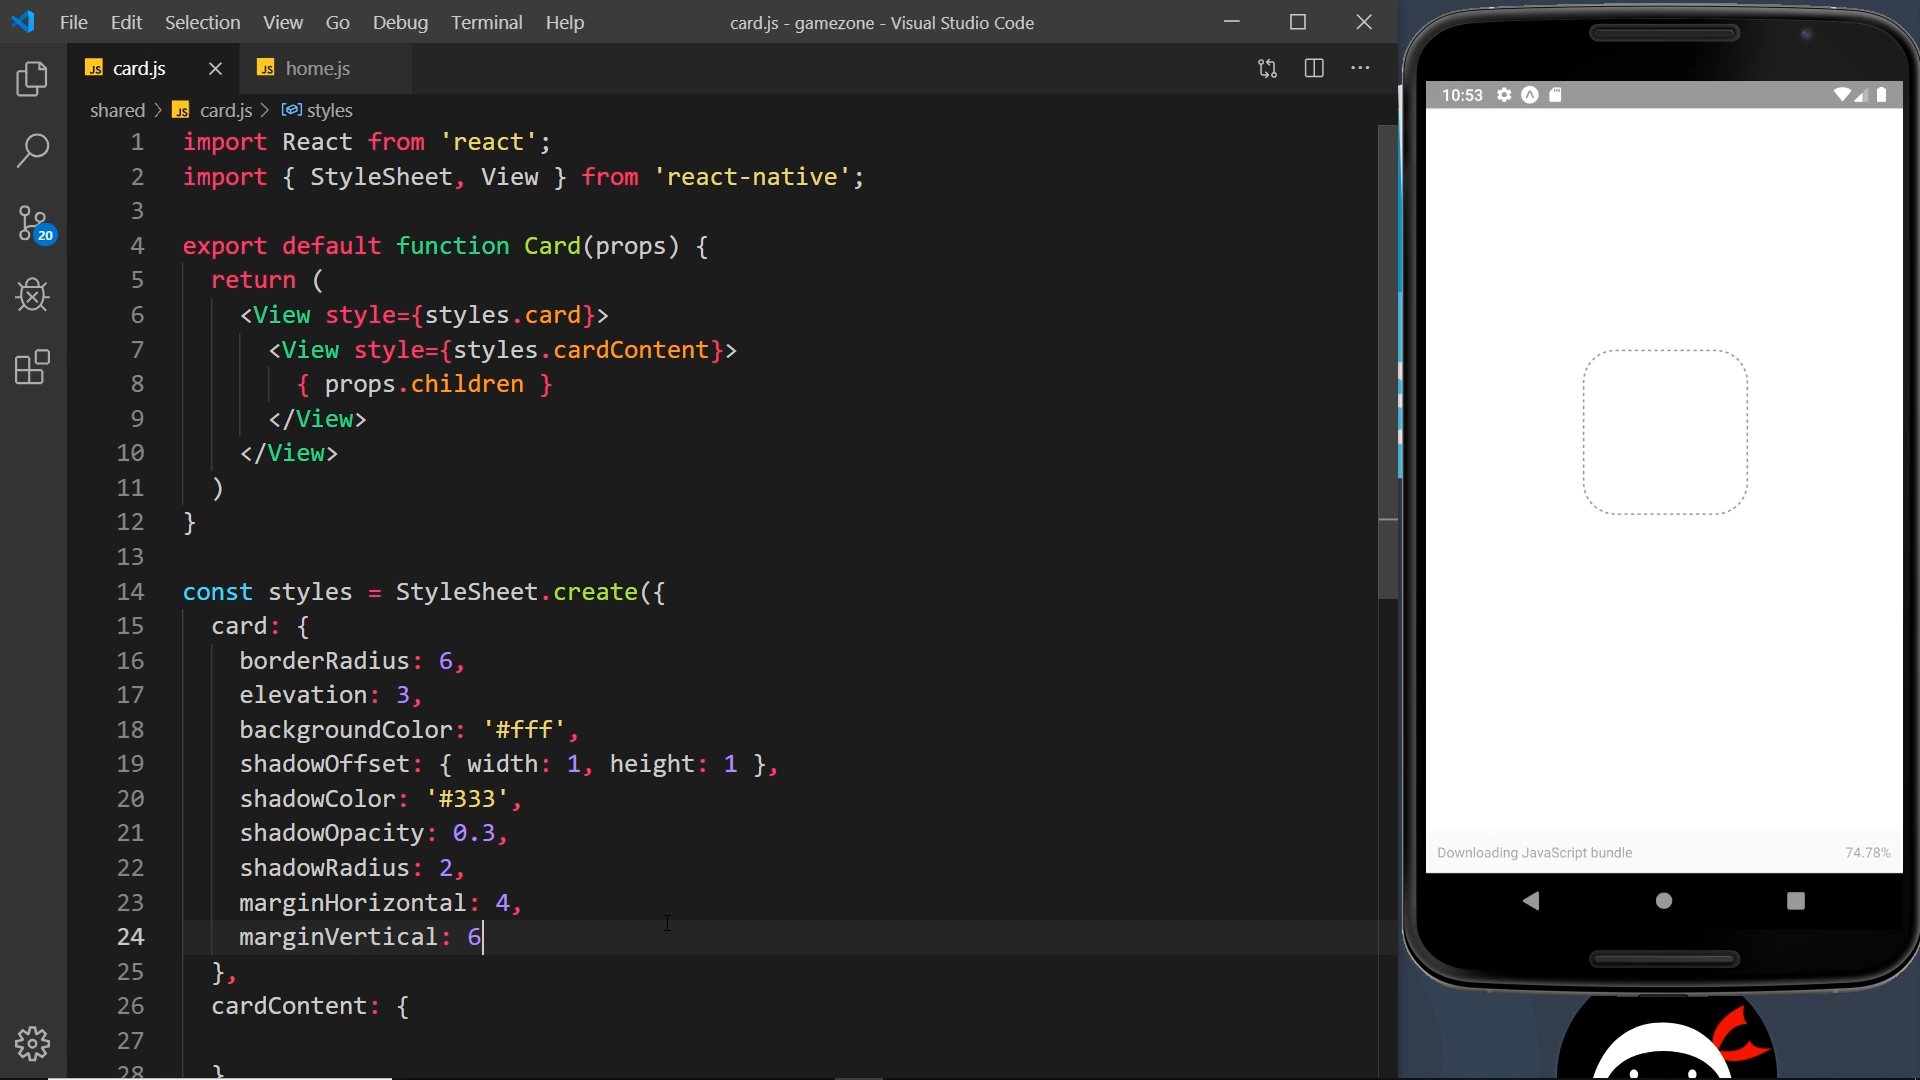 File Edit Selection View Go Debug Terminal Help card.js - gamezone - Visual Studio Code
JS card.js JS home.js
shared > JS card.js > styles
1 import React from 'react';
2 import { StyleSheet, View } from 'react-native';
3
4 export default function Card(props) {
5 return (
6 <View style={styles.card}>
7 <View style={styles.cardContent}>
8 { props.children }
9 </View>
10 </View>
11 )
12 }
13
14 const styles = StyleSheet.create({
15 card: {
16 borderRadius: 6,
17 elevation: 3,
18 backgroundColor: '#fff',
19 shadowOffset: { width: 1, height: 1 },
20 shadowColor: '#333',
21 shadowOpacity: 0.3,
22 shadowRadius: 2,
23 marginHorizontal: 4,
24 marginVertical: 6
25 },
26 cardContent: {
27
28 }
20
10:53
Downloading JavaScript bundle 74.78%